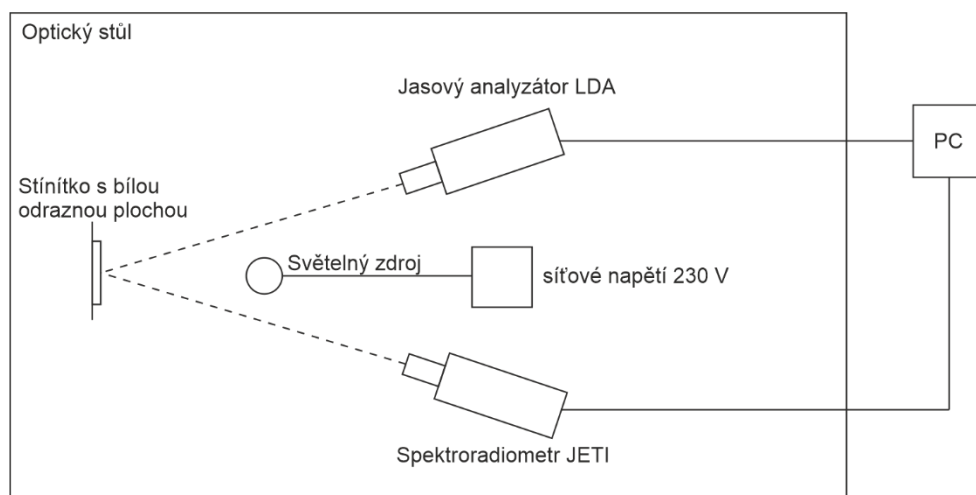 Optický stůl
Jasový analyzátor LDA
PC
Stínítko s bílou
odraznou plochou
Světelný zdroj
síťové napětí 230 V
Spektroradiometr JETI